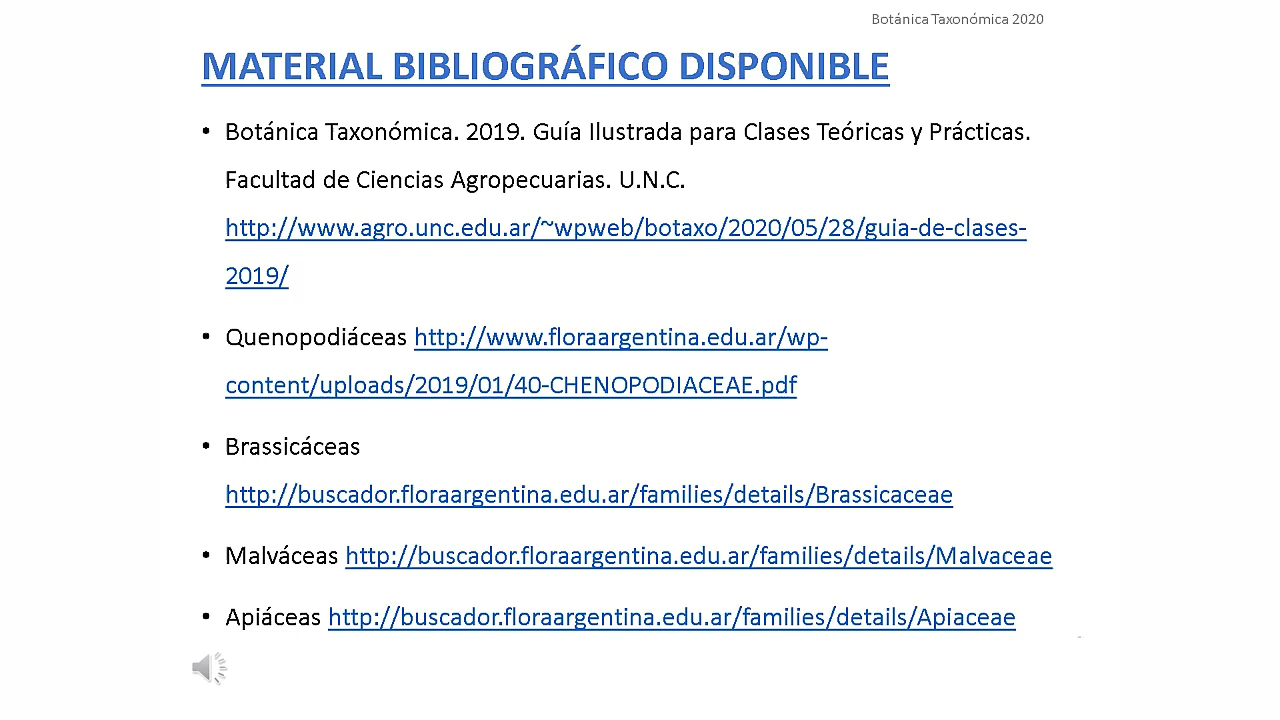 Botánica Taxonómica 2020
MATERIAL BIBLIOGRÁFICO DISPONIBLE
• Botánica Taxonómica. 2019. Guía Ilustrada para Clases Teóricas y Prácticas.
Facultad de Ciencias Agropecuarias. U.N.C.
http://www.agro.unc.edu.ar/~wpweb/botaxo/2020/05/28/guia-de-clases-
2019/
• Quenopodiáceas http://www.floraargentina.edu.ar/wp-
content/uploads/2019/01/40-CHENOPODIACEAE.pdf
• Brassicáceas
http://buscador.floraargentina.edu.ar/families/details/Brassicaceae
• Malváceas http://buscador.floraargentina.edu.ar/families/details/Malvaceae
• Apiáceas http://buscador.floraargentina.edu.ar/families/details/Apiaceae